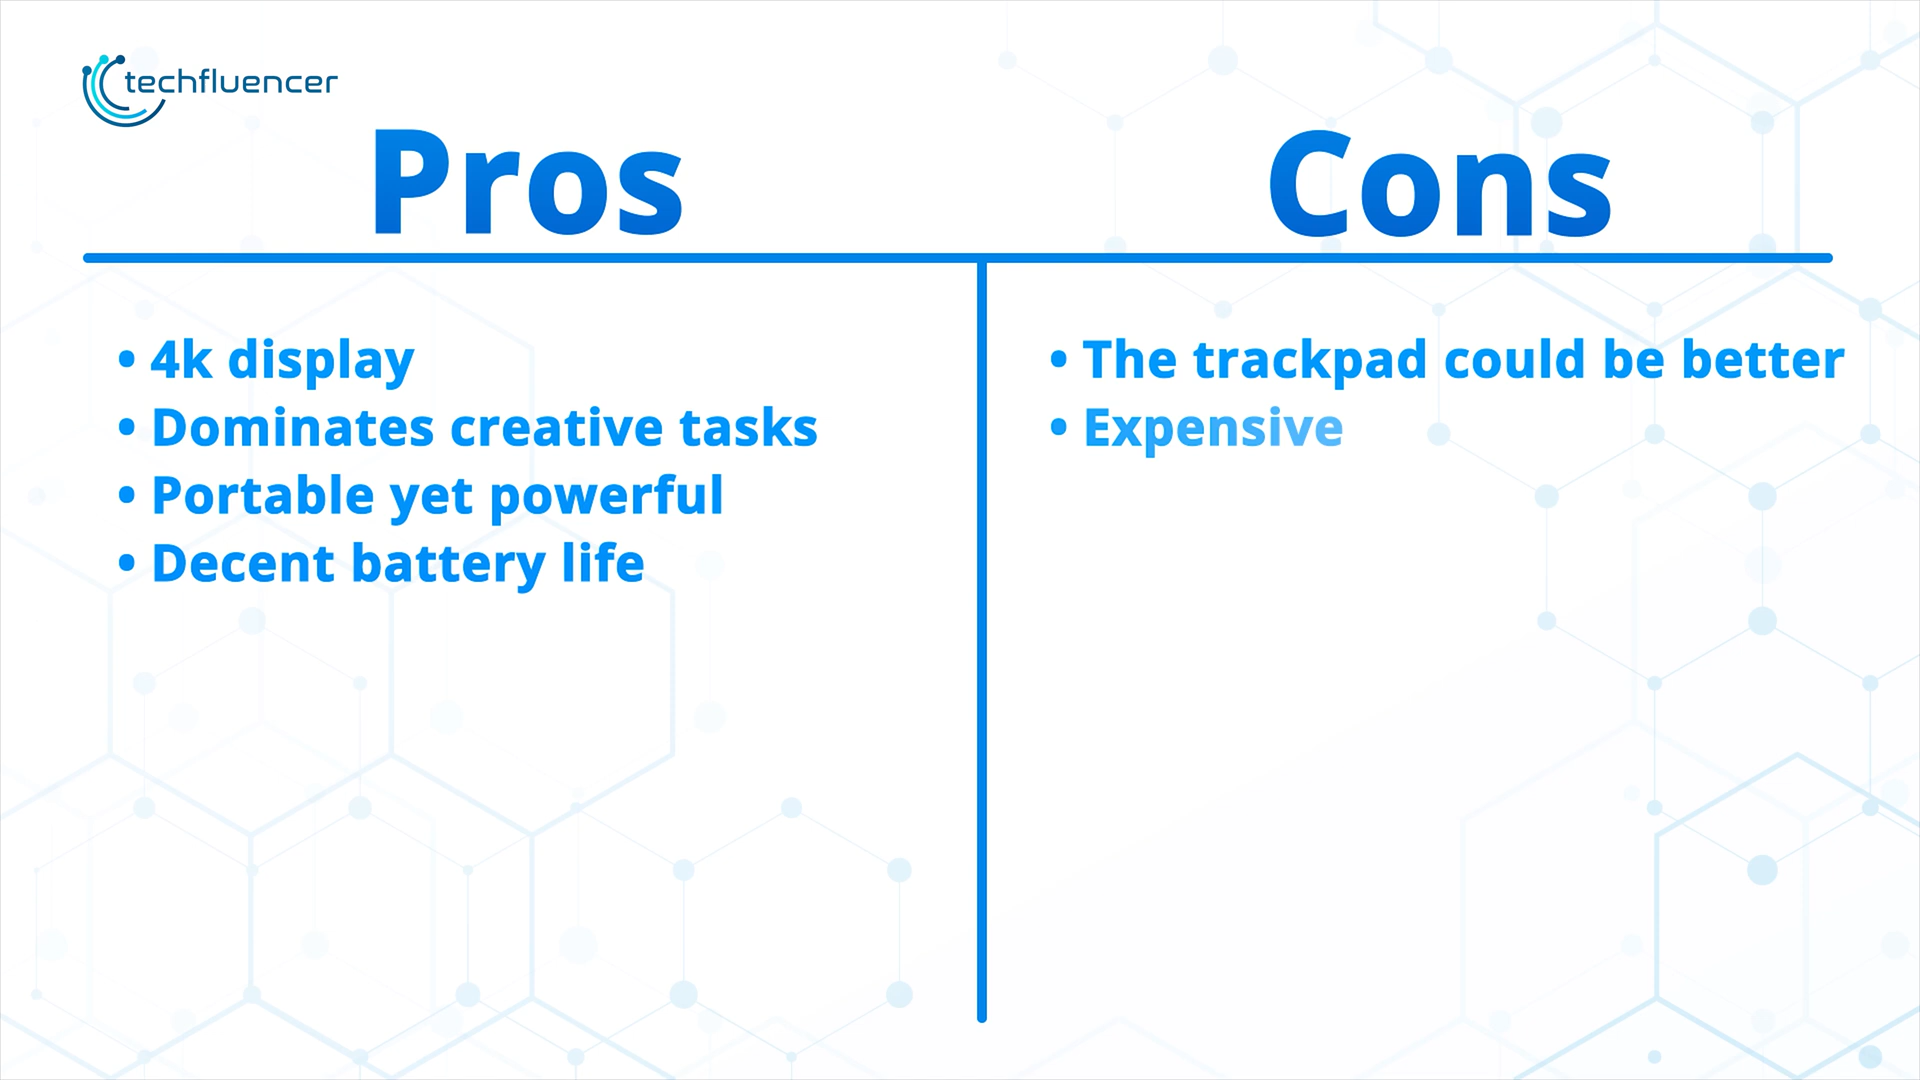 techfluencer
Pros
Cons
• 4k display
• Dominates creative tasks
• Portable yet powerful
• Decent battery life
• The trackpad could be better
• Expensive